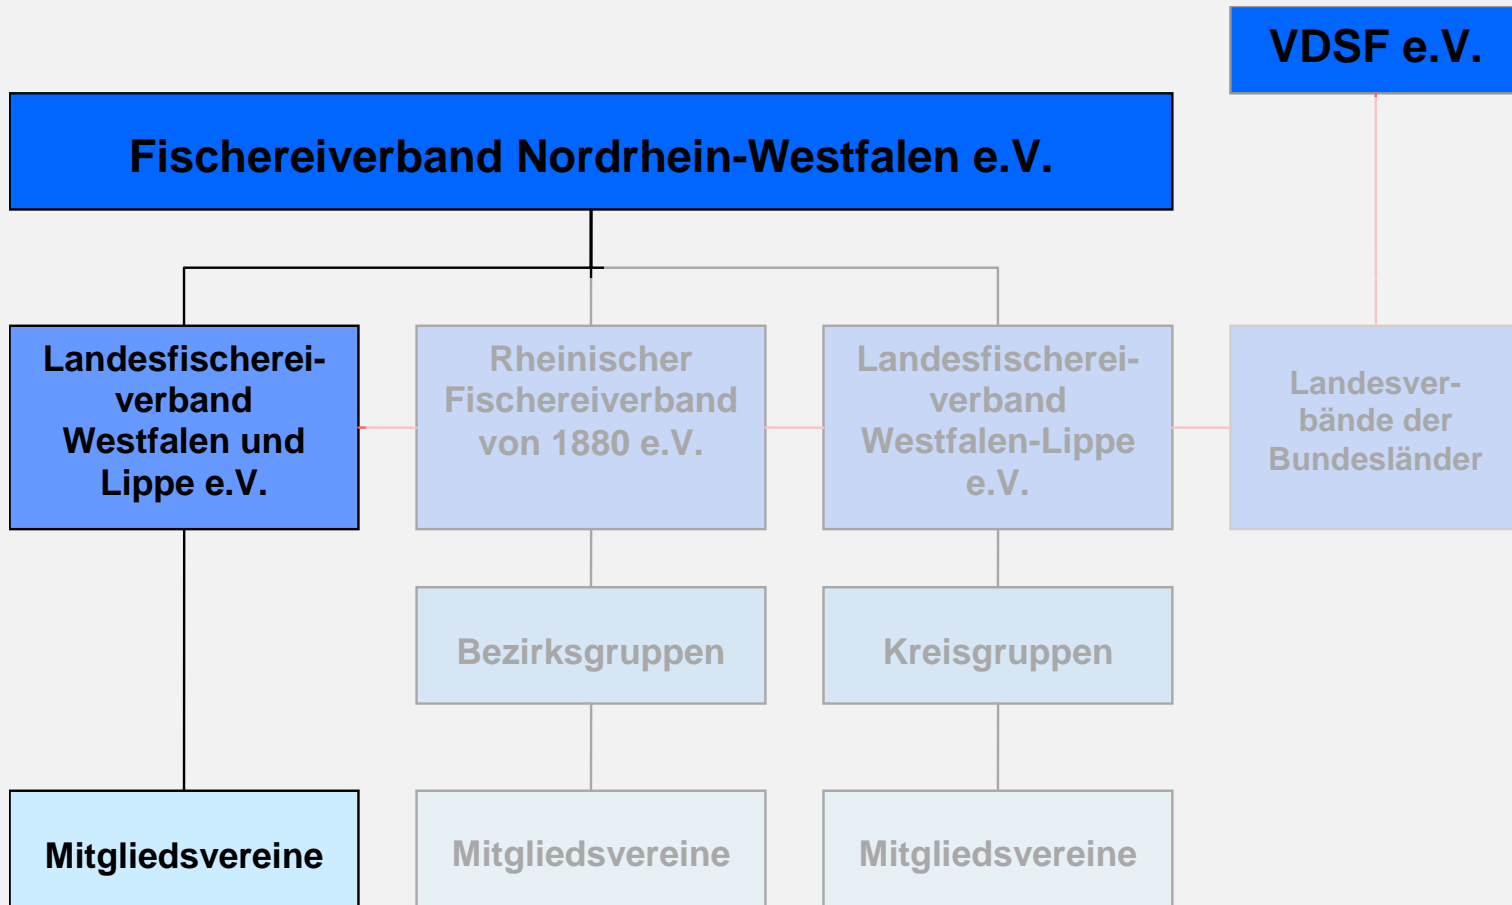 VDSF e.V.
Fischereiverband Nordrhein-Westfalen e.V.
Landesfischerei-
verband
Westfalen und
Lippe e.V.
Rheinischer
Fischereiverband
von 1880 e.V.
Landesfischerei-
verband
Westfalen-Lippe
e.V.
Landesver-
bände der
Bundesländer
Bezirksgruppen
Kreisgruppen
Mitgliedsvereine
Mitgliedsvereine
Mitgliedsvereine